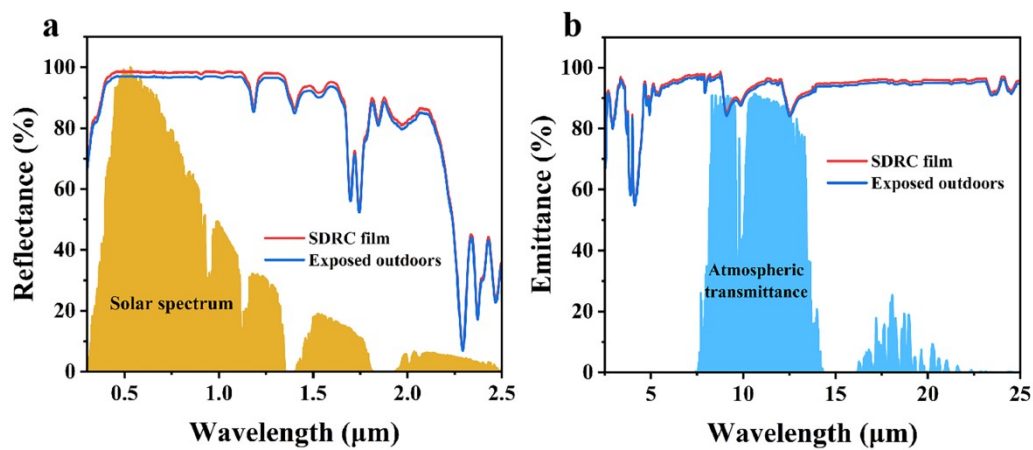 a
Reflectance (%)
100
80
60
40
20
0
SDRC film
Exposed outdoors
Solar spectrum
0.5
1.0
1.5
2.0
2.5
Wavelength (μm)
b
Emittance (%)
100
80
60
40
20
0
SDRC film
Exposed outdoors
Atmospheric
transmittance
5
10
15
20
25
Wavelength (μm)